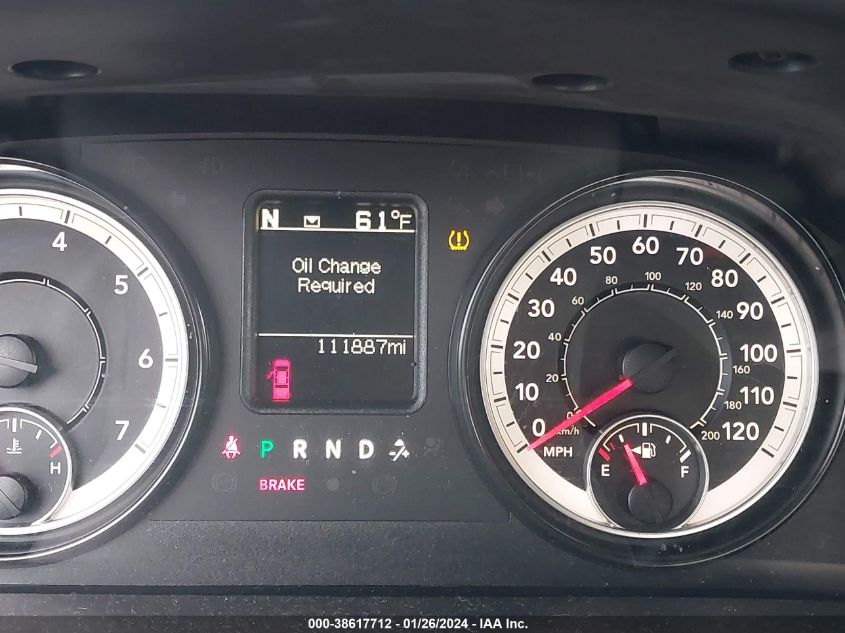 N 61°F
Oil Change
Required
111887mi
4
5
6
7
H
P R N D
BRAKE
0 10 20 30 40 50 60 70 80 90 100 110 120
MPH
0 20 40 60 80 100 120 140 160 180 200
km/h
E F
000-38617712 - 01/26/2024 - IAA Inc.